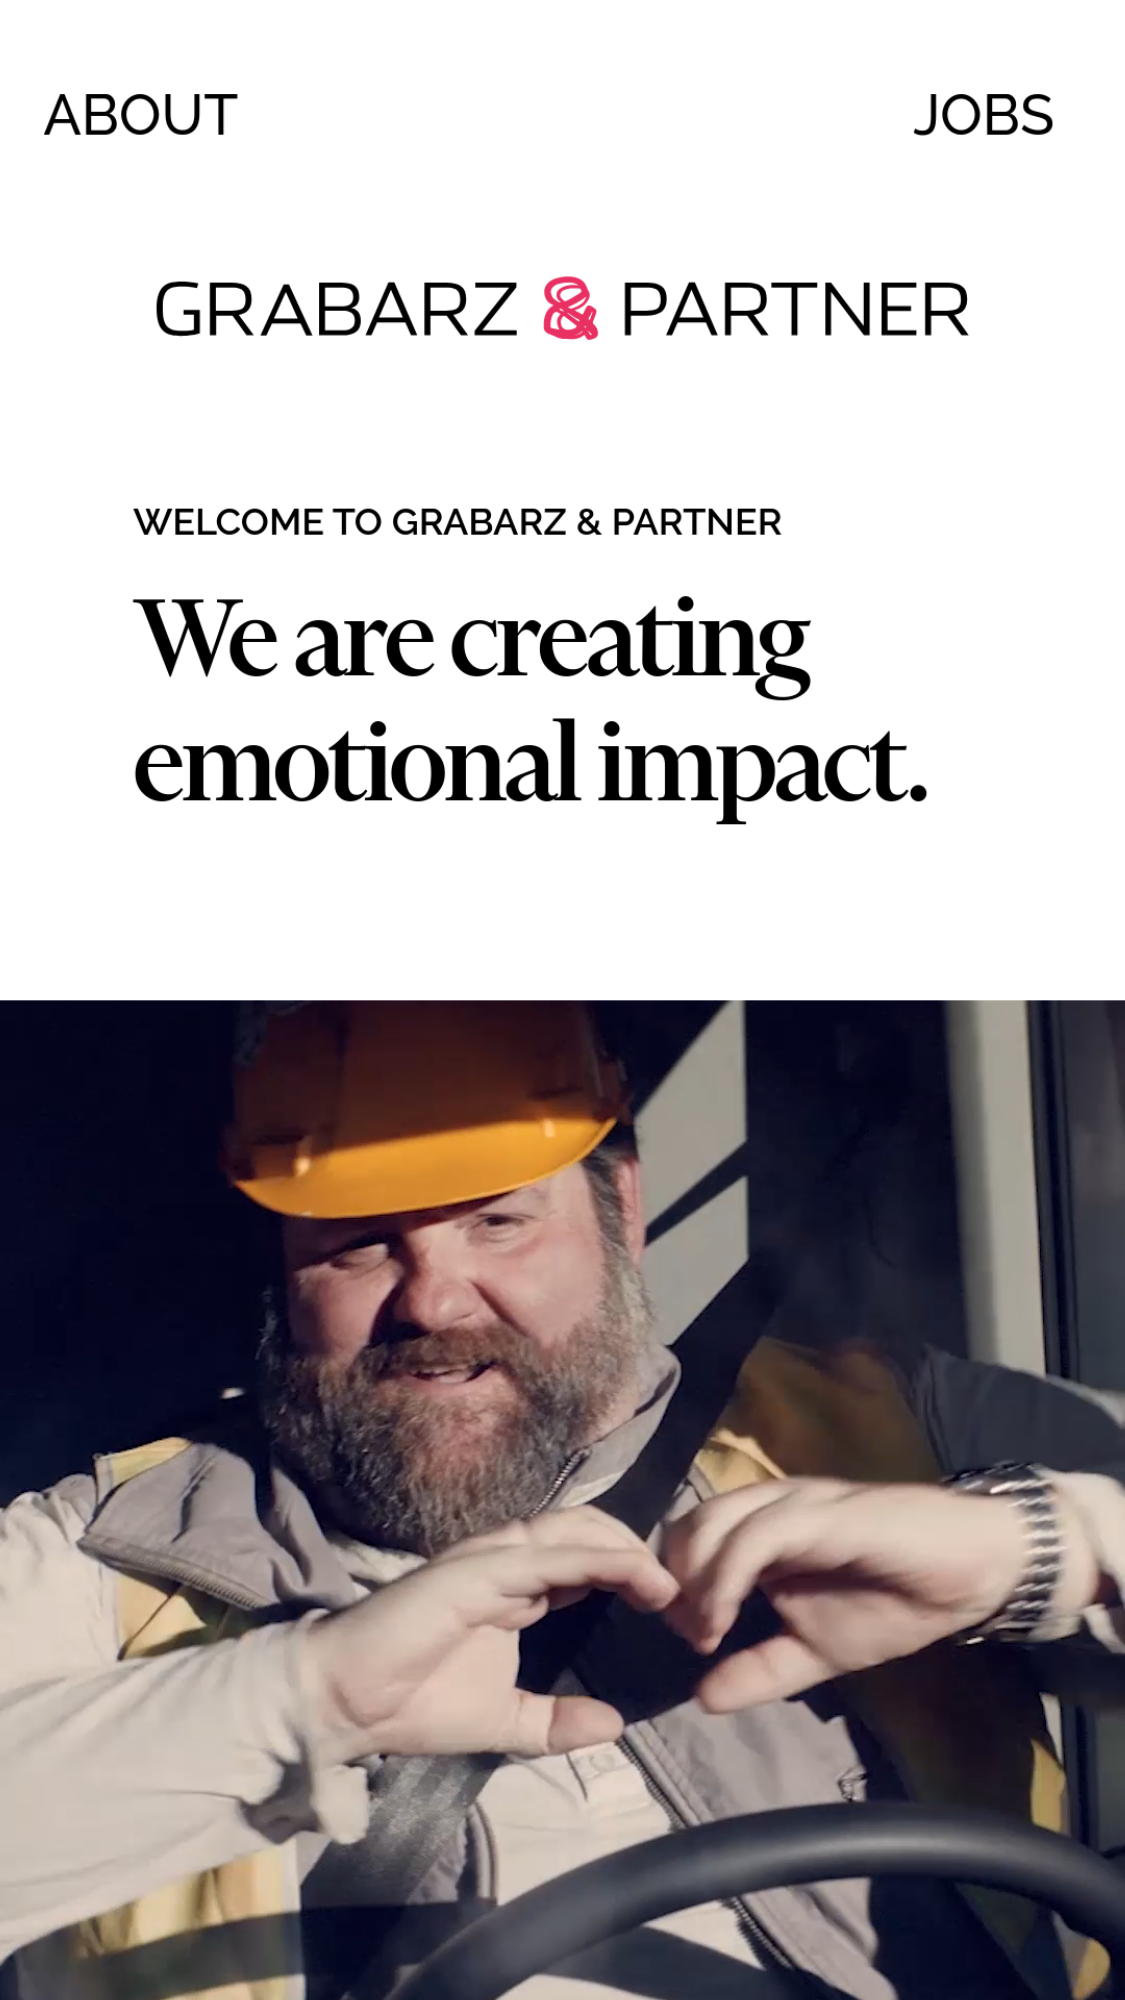 ABOUT
JOBS
GRABARZ & PARTNER
WELCOME TO GRABARZ & PARTNER
We are creating
emotional impact.